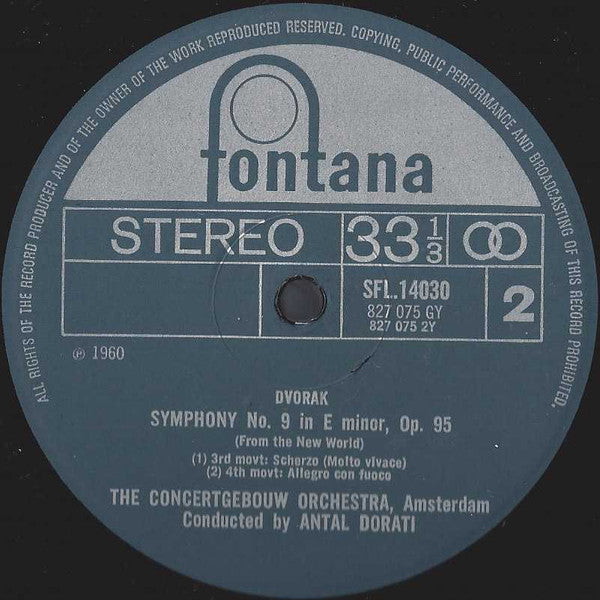 ALL RIGHTS OF THE RECORD PRODUCER AND OF THE OWNER OF THE WORK REPRODUCED RESERVED. COPYING, PUBLIC PERFORMANCE AND BROADCASTING OF THIS RECORD PROHIBITED.
fontana
STEREO 33 1/3
SFL.14030
827 075 GY
827 075 2Y
2
℗ 1960
DVORAK
SYMPHONY No. 9 in E minor, Op. 95
(From the New World)
(1) 3rd movt: Scherzo (Molto vivace)
(2) 4th movt: Allegro con fuoco
THE CONCERTGEBOUW ORCHESTRA, Amsterdam
Conducted by ANTAL DORATI